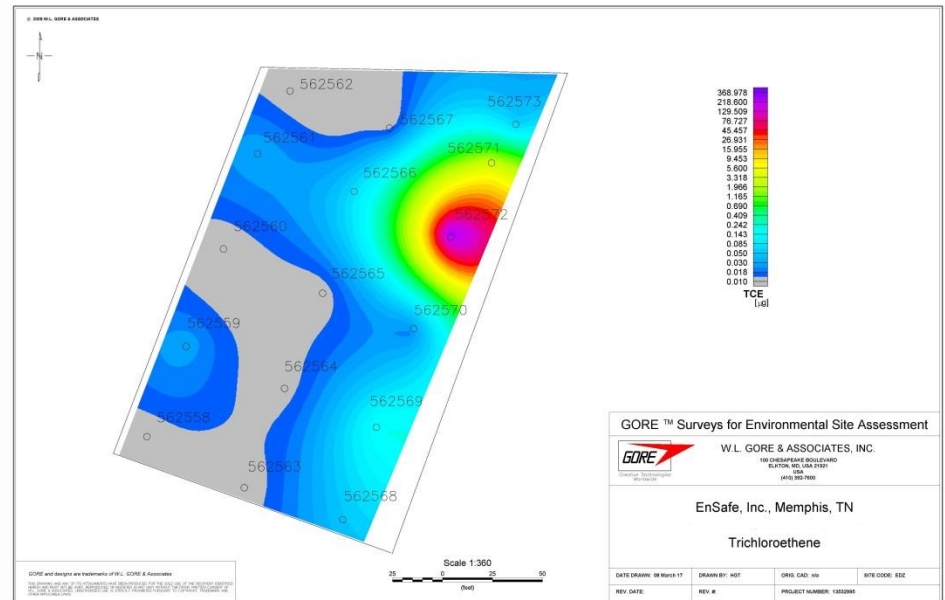 © 2008 W.L. GORE & ASSOCIATES
N
562562
562573
562567
562561
562571
562566
562572
562560
562565
562570
562559
562564
562569
562558
562563
562568
368.978
218.600
129.509
76.727
45.457
26.931
15.955
9.453
5.600
3.318
1.966
1.165
0.690
0.409
0.242
0.143
0.085
0.050
0.030
0.018
0.010
TCE
[µg]
GORE ™ Surveys for Environmental Site Assessment
GORE
Creative Technologies
Worldwide
W.L. GORE & ASSOCIATES, INC.
100 CHESAPEAKE BOULEVARD
ELKTON, MD, USA 21921
USA
(410) 392-7600
EnSafe, Inc., Memphis, TN
Trichloroethene
DATE DRAWN: 08 March 17
DRAWN BY: HGT
ORIG. CAD: n/a
SITE CODE: EDZ
REV. DATE:
REV. #:
PROJECT NUMBER:
GORE and designs are trademarks of W.L. GORE & Associates
Scale 1:360
25 0 25 50
(feet)